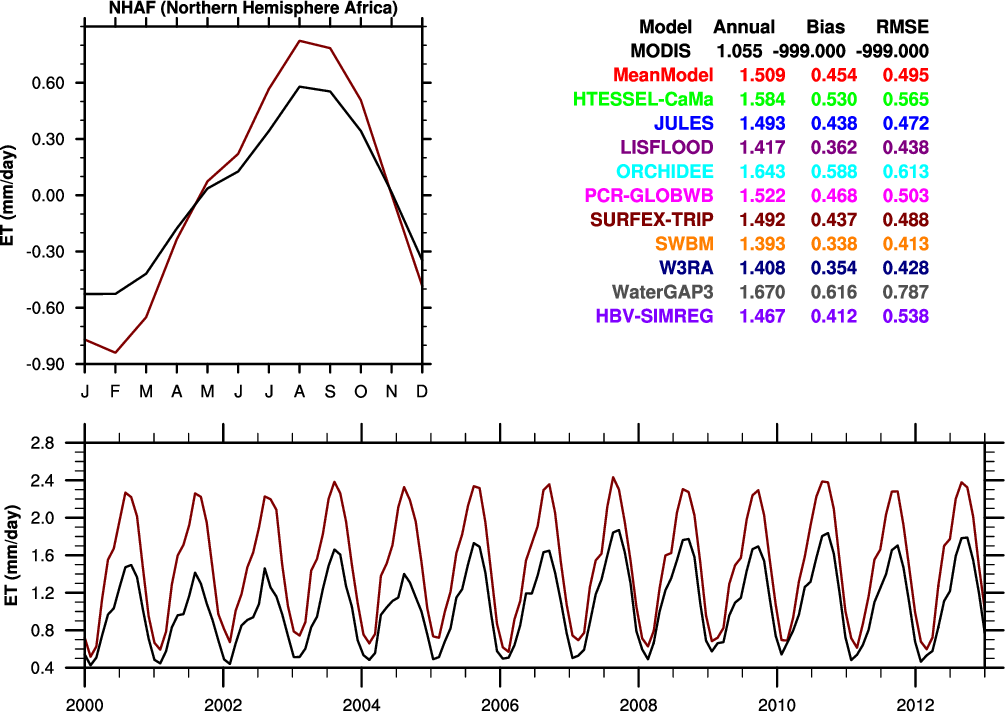 NHAF (Northern Hemisphere Africa)
ET (mm/day)
0.60
0.30
0.00
-0.30
-0.60
-0.90
J F M A M J J A S O N D
Model Annual Bias RMSE
MODIS 1.055 -999.000 -999.000
MeanModel 1.509 0.454 0.495
HTESSEL-CaMa 1.584 0.530 0.565
JULES 1.493 0.438 0.472
LISFLOOD 1.417 0.362 0.438
ORCHIDEE 1.643 0.588 0.613
PCR-GLOBWB 1.522 0.468 0.503
SURFEX-TRIP 1.492 0.437 0.488
SWBM 1.393 0.338 0.413
W3RA 1.408 0.354 0.428
WaterGAP3 1.670 0.616 0.787
HBV-SIMREG 1.467 0.412 0.538
ET (mm/day)
2.8
2.4
2.0
1.6
1.2
0.8
0.4
2000 2002 2004 2006 2008 2010 2012